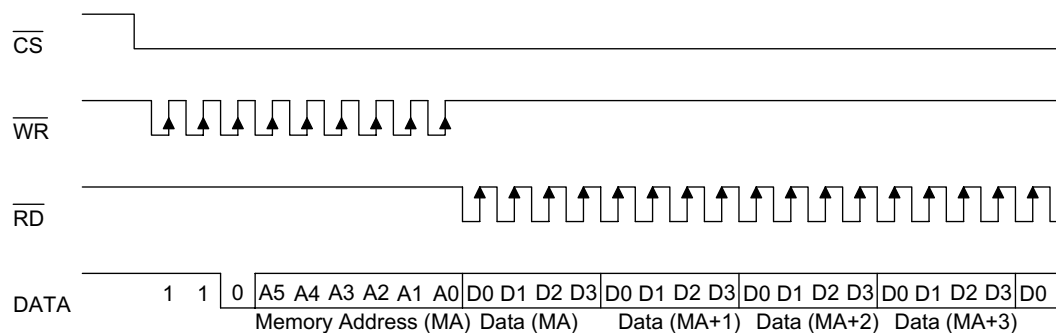 CS
WR
RD
DATA 1 1 0 A5 A4 A3 A2 A1 A0 D0 D1 D2 D3 D0 D1 D2 D3 D0 D1 D2 D3 D0 D1 D2 D3 D0
Memory Address (MA) Data (MA) Data (MA+1) Data (MA+2) Data (MA+3)